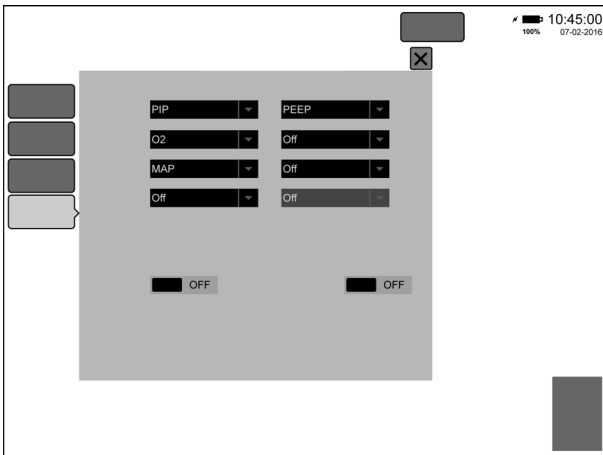 10:45:00
100% 07-02-2016
PIP PEEP
O2 Off
MAP Off
Off Off
OFF OFF